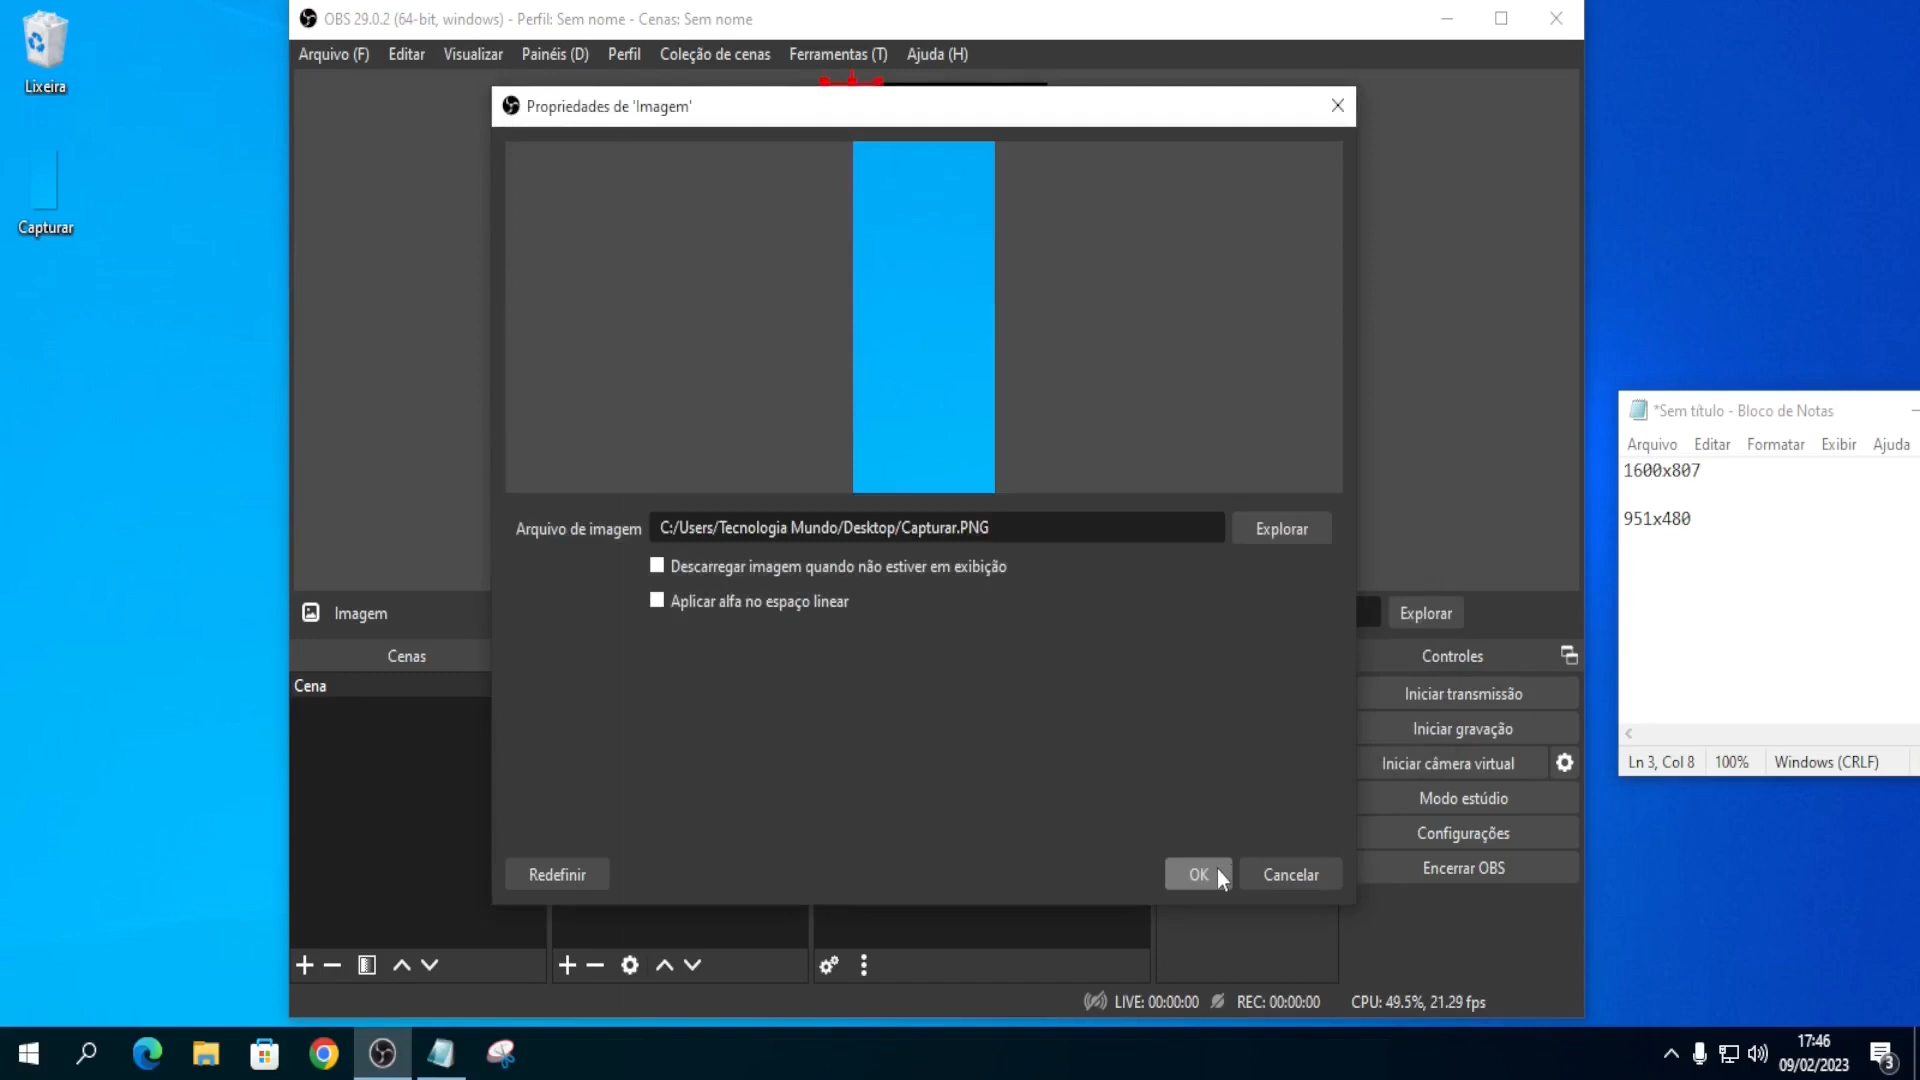 Lixeira
Capturar
OBS 29.0.2 (64-bit, windows) - Perfil: Sem nome - Cenas: Sem nome
Arquivo (F) Editar Visualizar Painéis (D) Perfil Coleção de cenas Ferramentas (T) Ajuda (H)
Propriedades de 'Imagem'
Arquivo de imagem C:/Users/Tecnologia Mundo/Desktop/Capturar.PNG Explorar
Descarregar imagem quando não estiver em exibição
Aplicar alfa no espaço linear
Redefinir OK Cancelar
Imagem
Explorar
Cenas
Cena
Controles
Iniciar transmissão
Iniciar gravação
Iniciar câmera virtual
Modo estúdio
Configurações
Encerrar OBS
LIVE: 00:00:00 REC: 00:00:00 CPU: 49.5%, 21.29 fps
*Sem título - Bloco de Notas
Arquivo Editar Formatar Exibir Ajuda
1600x807
951x480
Ln 3, Col 8 100% Windows (CRLF)
17:46
09/02/2023
3